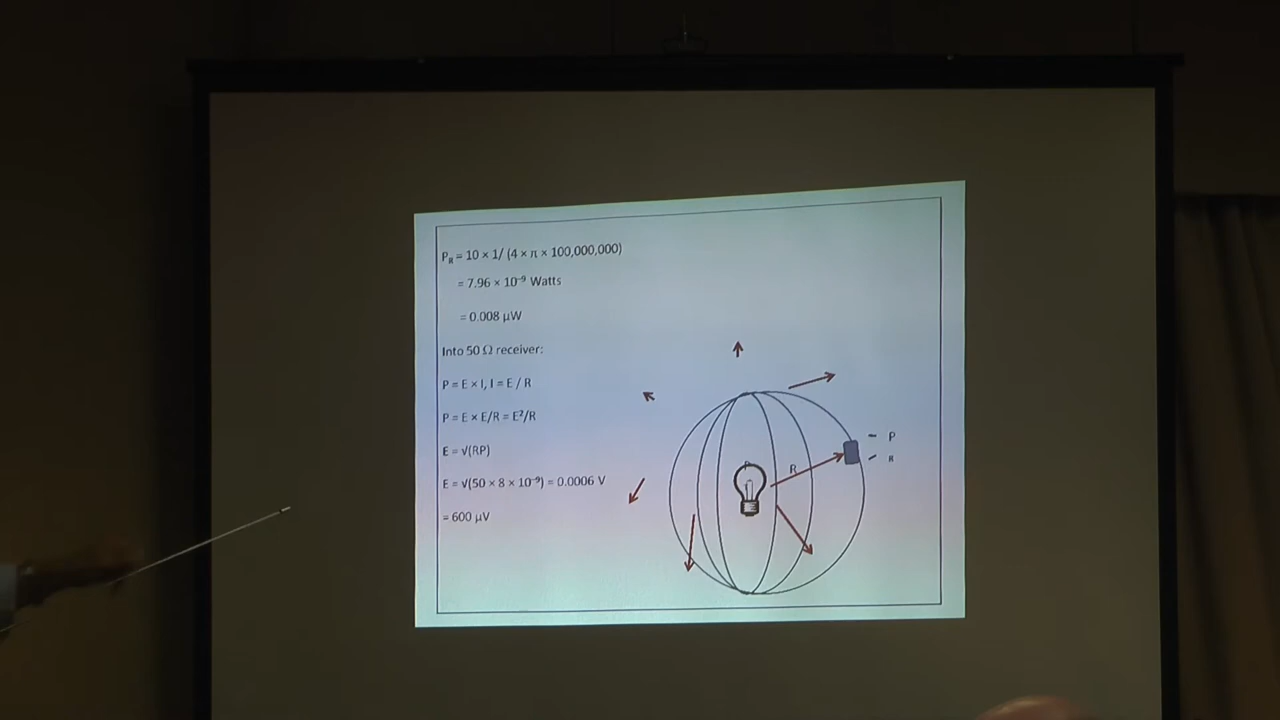 P_R = 10 × 1/ (4 × π × 100,000,000)
= 7.96 × 10⁻⁹ Watts
= 0.008 μW
Into 50 Ω receiver:
P = E × I, I = E / R
P = E × E/R = E²/R
E = √(RP)
E = √(50 × 8 × 10⁻⁹) = 0.0006 V
= 600 μV
P
R
R